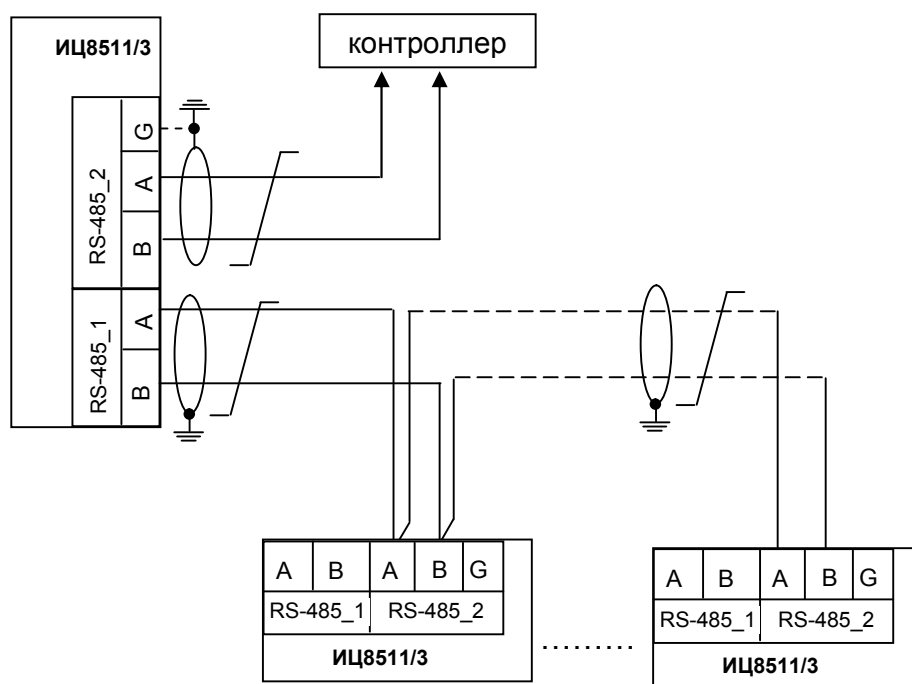 ИЦ8511/3
контроллер
G
A
B
RS-485_2
A
B
RS-485_1
A B A B G
RS-485_1 RS-485_2
ИЦ8511/3
.........
A B A B G
RS-485_1 RS-485_2
ИЦ8511/3